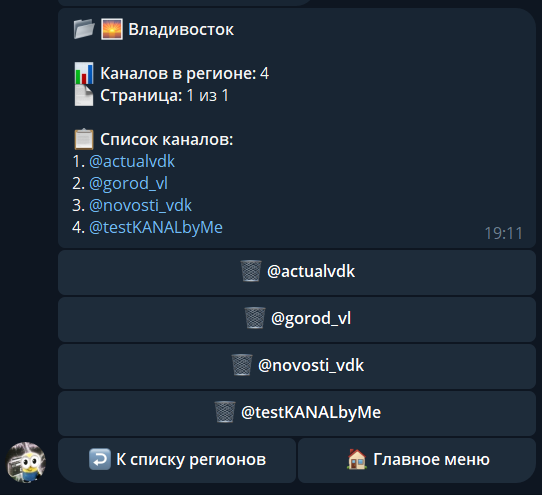 Владивосток
Каналов в регионе: 4
Страница: 1 из 1
Список каналов:
1. @actualvdk
2. @gorod_vl
3. @novosti_vdk
4. @testKANALbyMe
19:11
@actualvdk
@gorod_vl
@novosti_vdk
@testKANALbyMe
К списку регионов
Главное меню